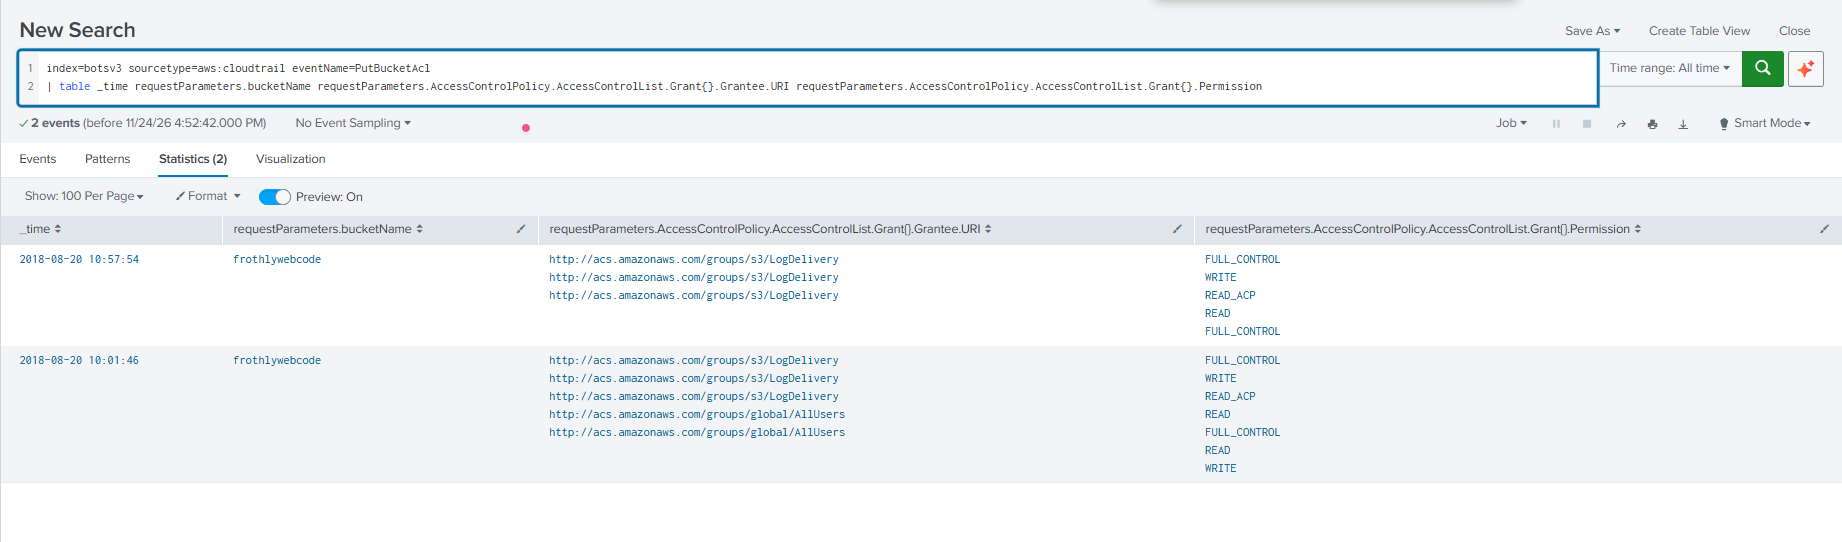 New Search
Save As
Create Table View
Close
1 index=botsv3 sourcetype=aws:cloudtrail eventName=PutBucketAcl
2 | table _time requestParameters.bucketName requestParameters.AccessControlPolicy.AccessControlList.Grant{}.Grantee.URI requestParameters.AccessControlPolicy.AccessControlList.Grant{}.Permission
Time range: All time
2 events (before 11/24/26 4:52:42.000 PM)
No Event Sampling
Job
Smart Mode
Events
Patterns
Statistics (2)
Visualization
Show: 100 Per Page
Format
Preview: On
_time
requestParameters.bucketName
requestParameters.AccessControlPolicy.AccessControlList.Grant{}.Grantee.URI
requestParameters.AccessControlPolicy.AccessControlList.Grant{}.Permission
2018-08-20 10:57:54
frothlywebcode
http://acs.amazonaws.com/groups/s3/LogDelivery
http://acs.amazonaws.com/groups/s3/LogDelivery
http://acs.amazonaws.com/groups/s3/LogDelivery
FULL_CONTROL
WRITE
READ_ACP
READ
FULL_CONTROL
2018-08-20 10:01:46
frothlywebcode
http://acs.amazonaws.com/groups/s3/LogDelivery
http://acs.amazonaws.com/groups/s3/LogDelivery
http://acs.amazonaws.com/groups/s3/LogDelivery
http://acs.amazonaws.com/groups/global/AllUsers
http://acs.amazonaws.com/groups/global/AllUsers
FULL_CONTROL
WRITE
READ_ACP
READ
FULL_CONTROL
READ
WRITE